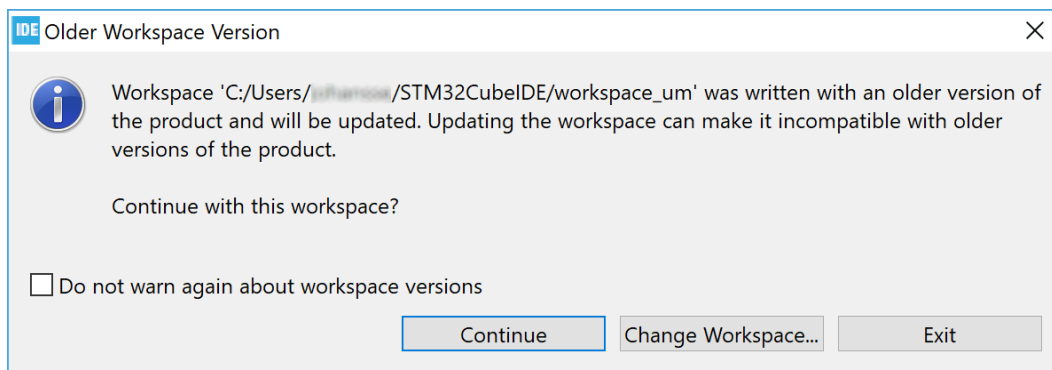 IDE Older Workspace Version
Workspace 'C:/Users/ /STM32CubeIDE/workspace_um' was written with an older version of
the product and will be updated. Updating the workspace can make it incompatible with older
versions of the product.
Continue with this workspace?
Do not warn again about workspace versions
Continue Change Workspace... Exit